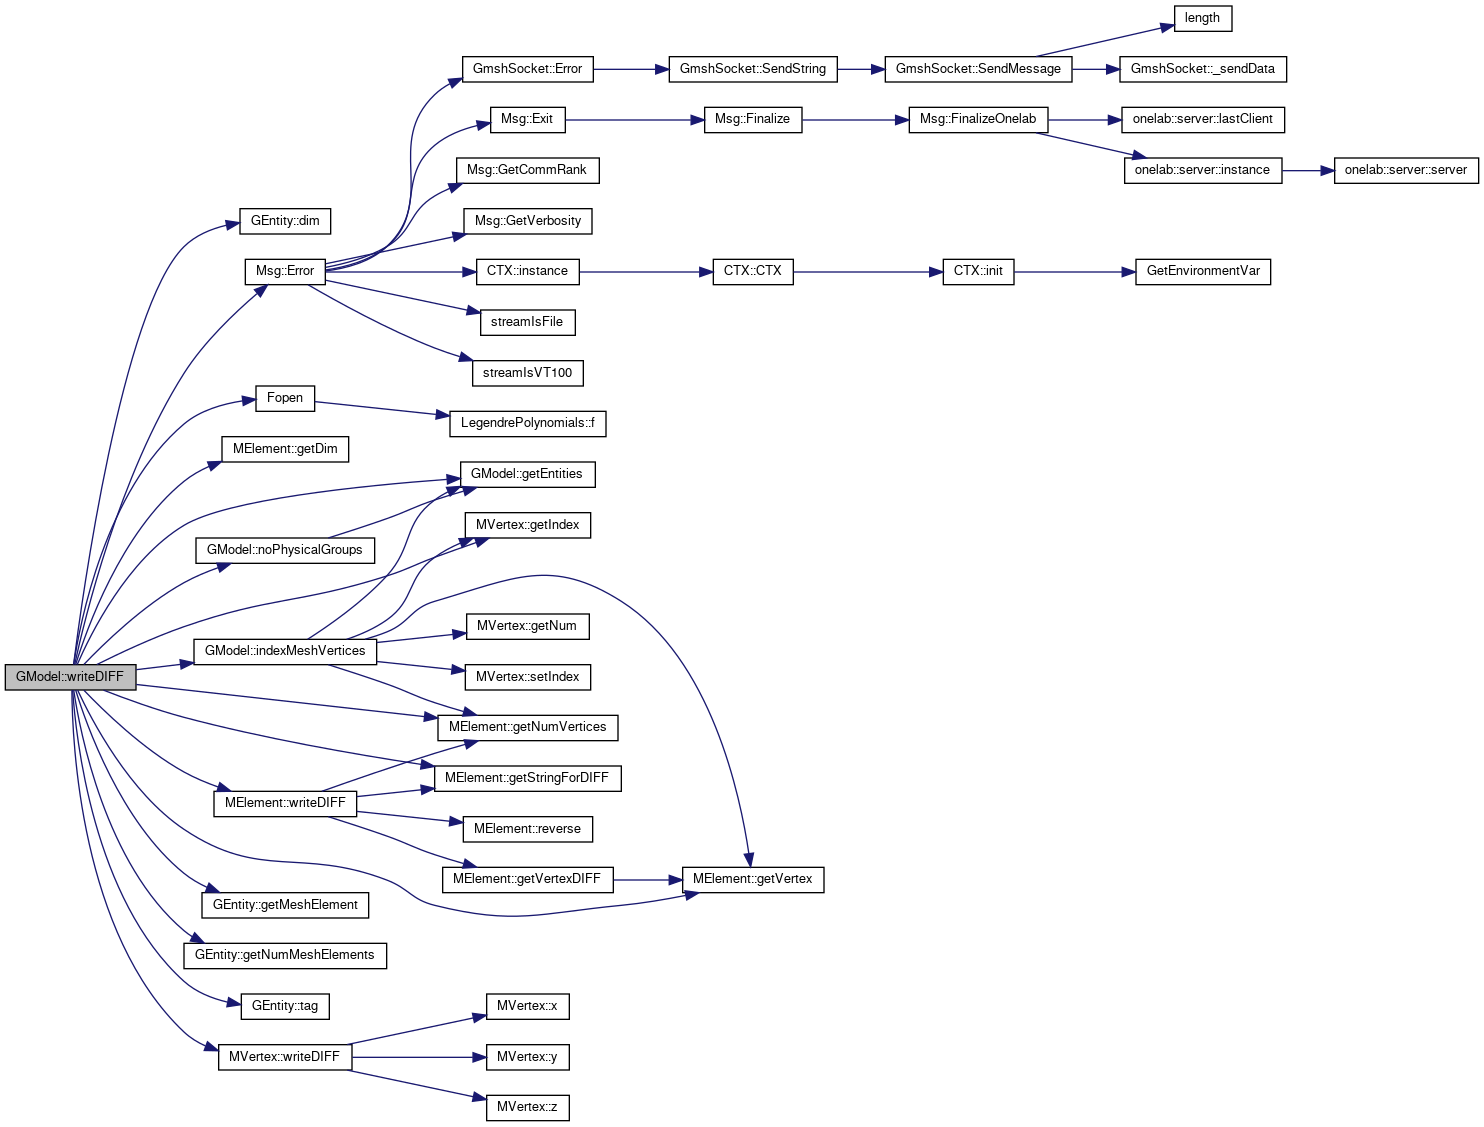 length
GmshSocket::Error
GmshSocket::SendString
GmshSocket::SendMessage
GmshSocket::_sendData
Msg::Exit
Msg::Finalize
Msg::FinalizeOnelab
onelab::server::lastClient
Msg::GetCommRank
onelab::server::instance
onelab::server::server
GEntity::dim
Msg::GetVerbosity
Msg::Error
CTX::instance
CTX::CTX
CTX::init
GetEnvironmentVar
streamIsFile
streamIsVT100
Fopen
LegendrePolynomials::f
MElement::getDim
GModel::getEntities
MVertex::getIndex
GModel::noPhysicalGroups
MVertex::getNum
GModel::indexMeshVertices
GModel::writeDIFF
MVertex::setIndex
MElement::getNumVertices
MElement::getStringForDIFF
MElement::writeDIFF
MElement::reverse
MElement::getVertexDIFF
MElement::getVertex
GEntity::getMeshElement
GEntity::getNumMeshElements
GEntity::tag
MVertex::x
MVertex::writeDIFF
MVertex::y
MVertex::z